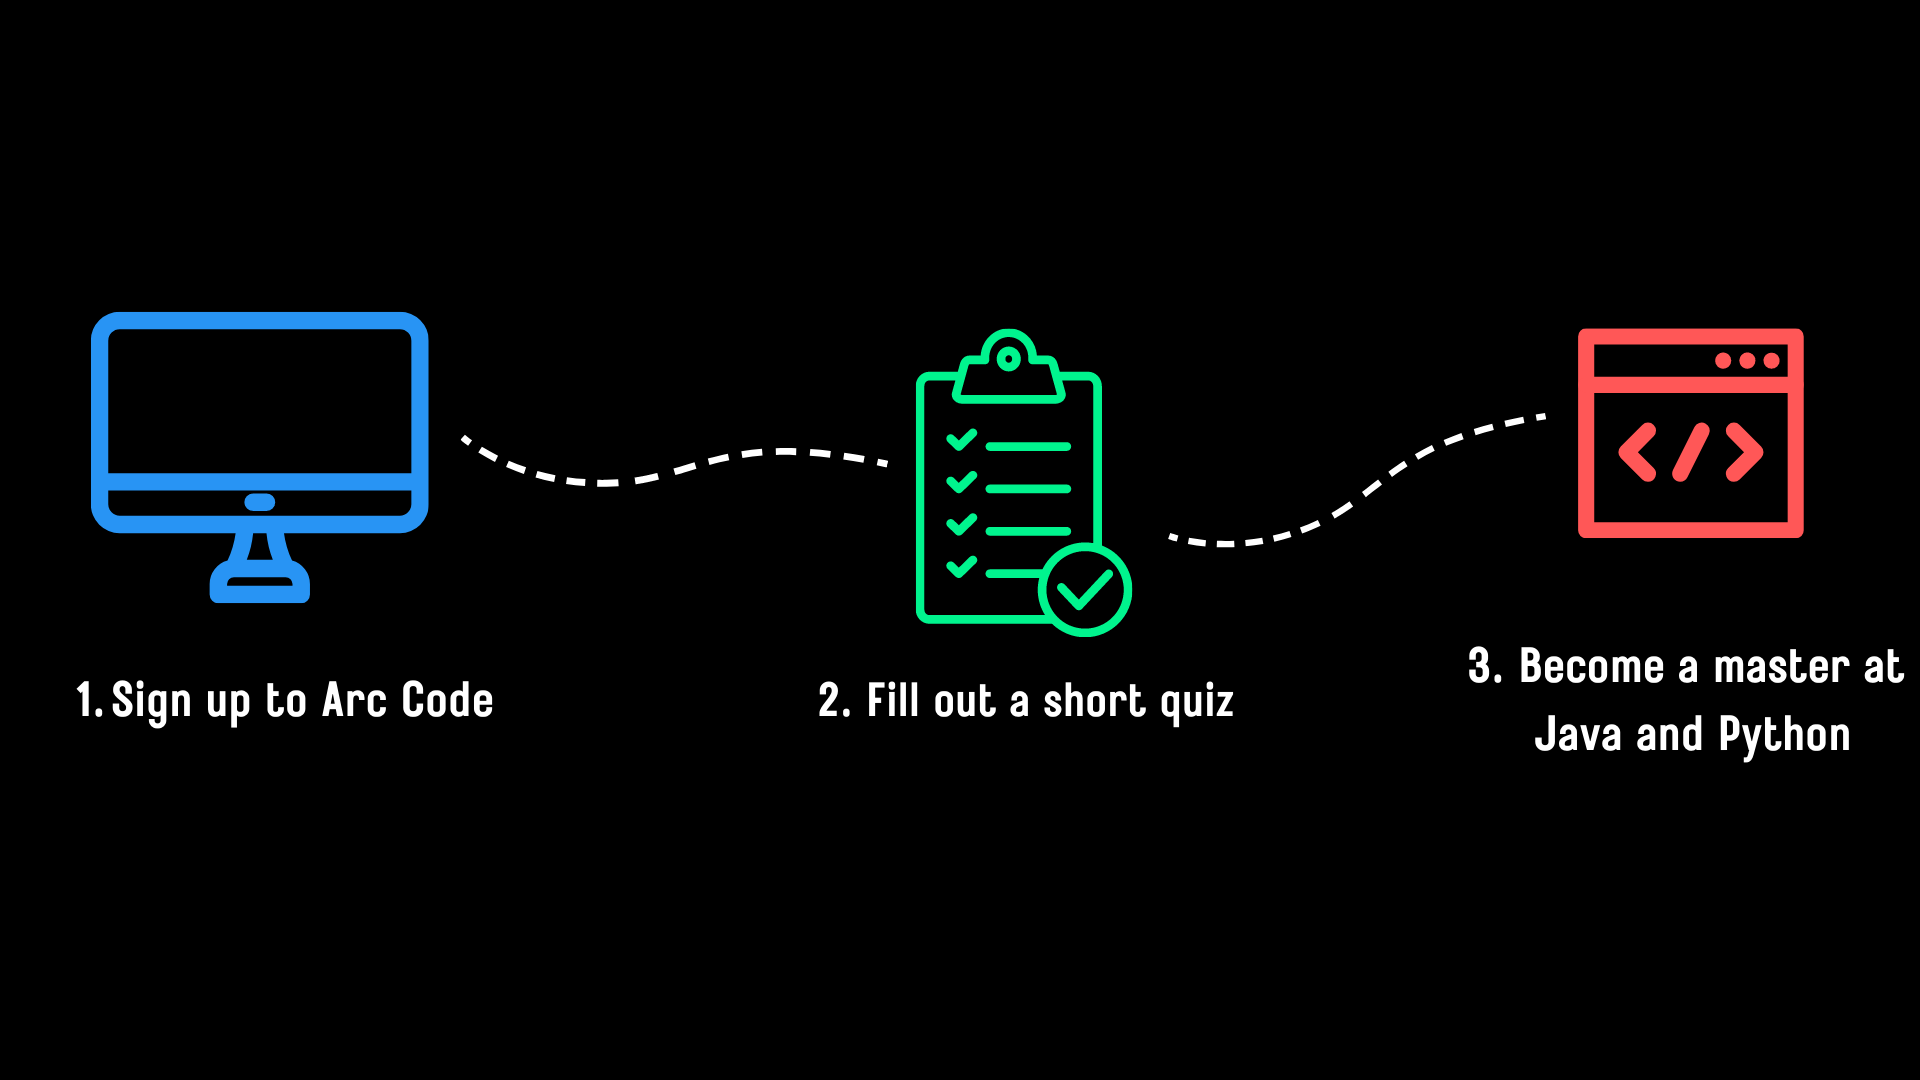 1. Sign up to Arc Code
2. Fill out a short quiz
3. Become a master at
Java and Python